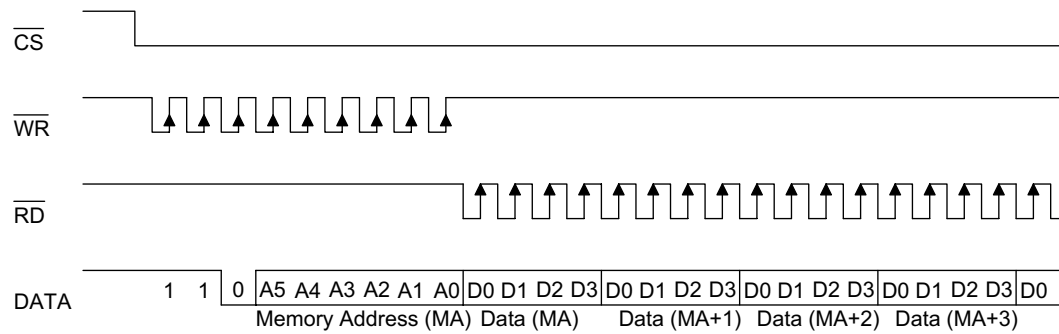 CS
WR
RD
DATA 1 1 0 A5 A4 A3 A2 A1 A0 D0 D1 D2 D3 D0 D1 D2 D3 D0 D1 D2 D3 D0 D1 D2 D3 D0
Memory Address (MA) Data (MA) Data (MA+1) Data (MA+2) Data (MA+3)